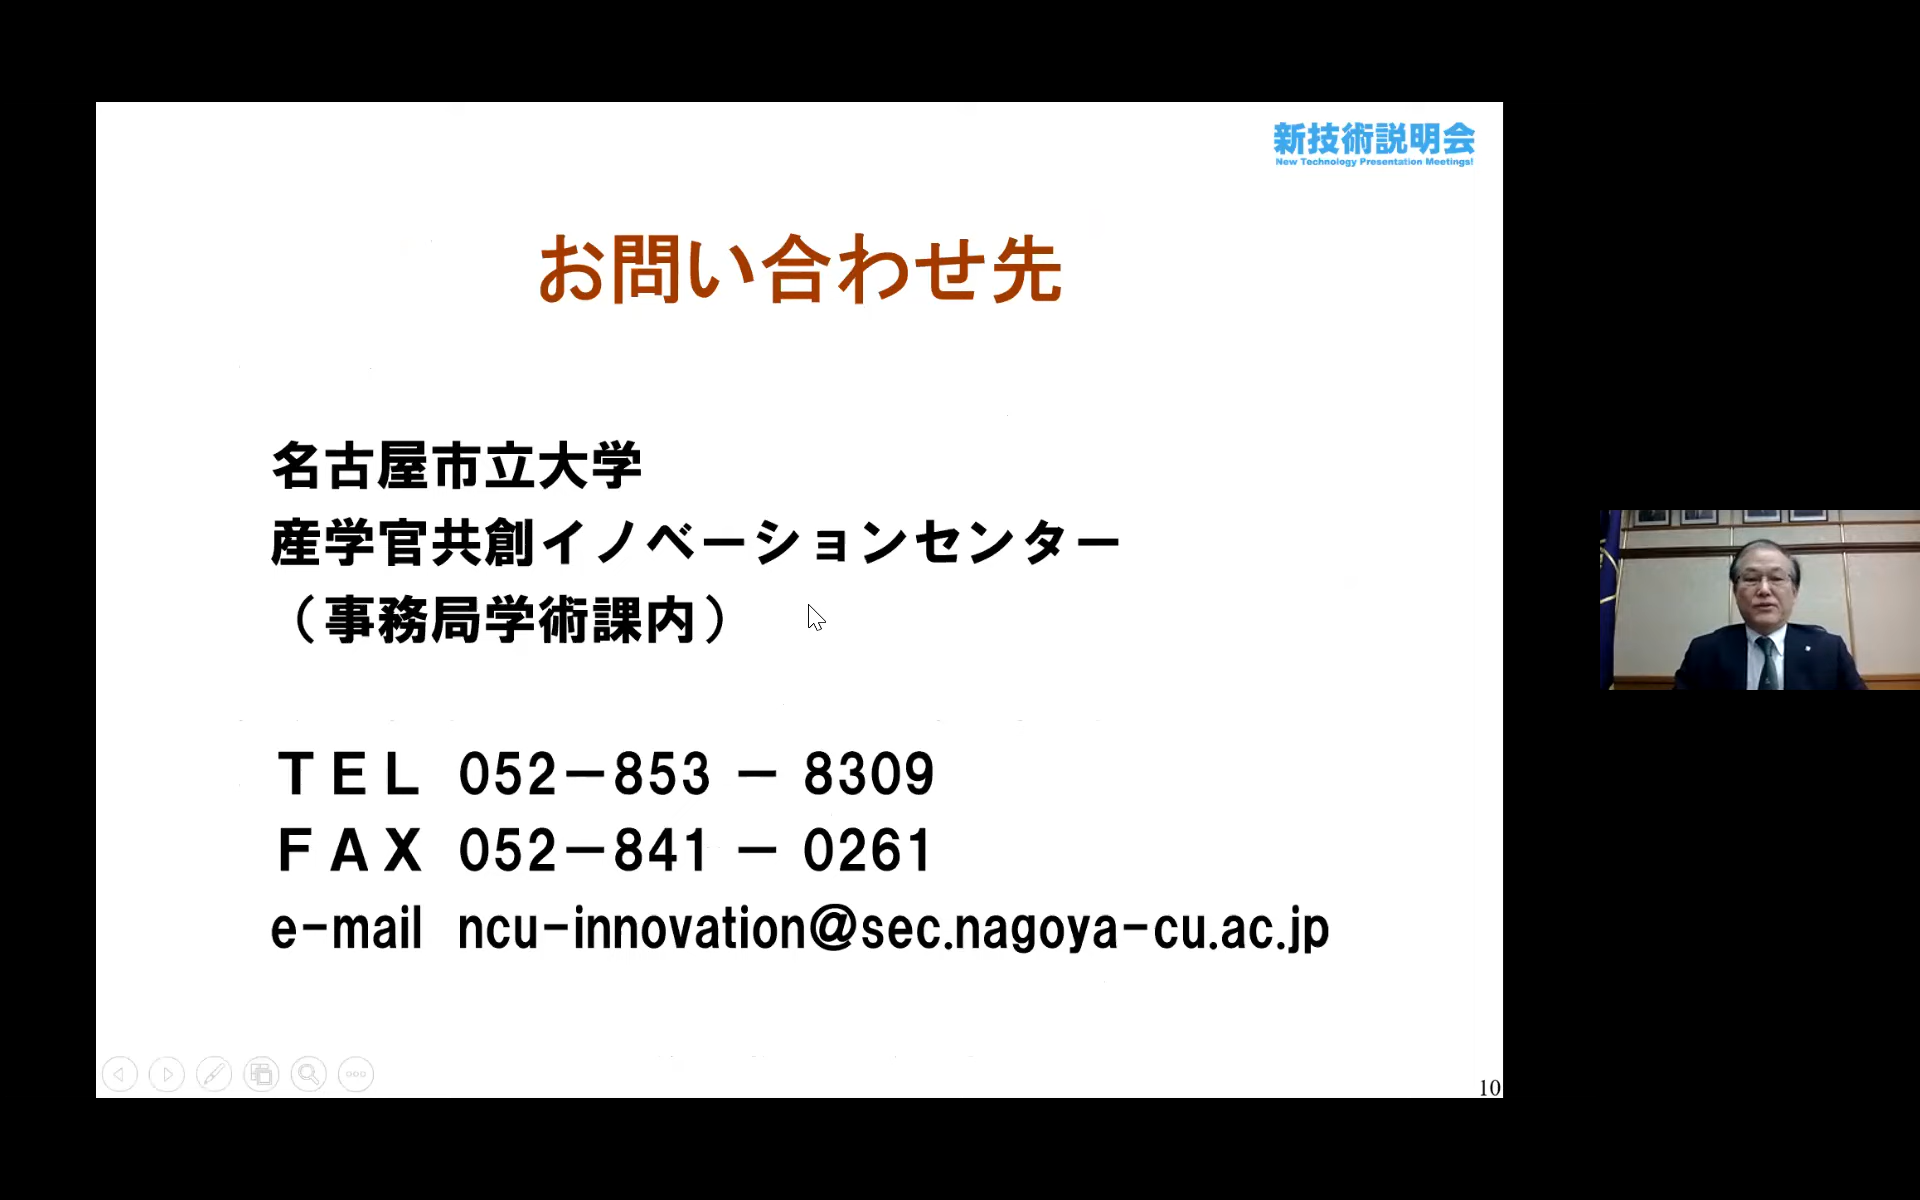 新技術説明会
New Technology Presentation Meetings!
お問い合わせ先
名古屋市立大学
産学官共創イノベーションセンター
（事務局学術課内）
ＴＥＬ 052－853 － 8309
ＦＡＸ 052－841 － 0261
e-mail ncu-innovation@sec.nagoya-cu.ac.jp
10